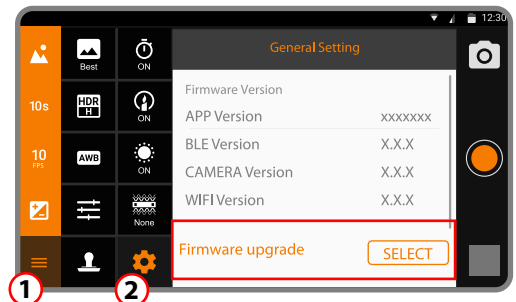 12:30
General Setting
Best
ON
10s
HDR
H
ON
Firmware Version
APP Version xxxxxxx
10
FPS
AWB
ON
BLE Version X.X.X
CAMERA Version X.X.X
None
WIFI Version X.X.X
Firmware upgrade SELECT
1
2